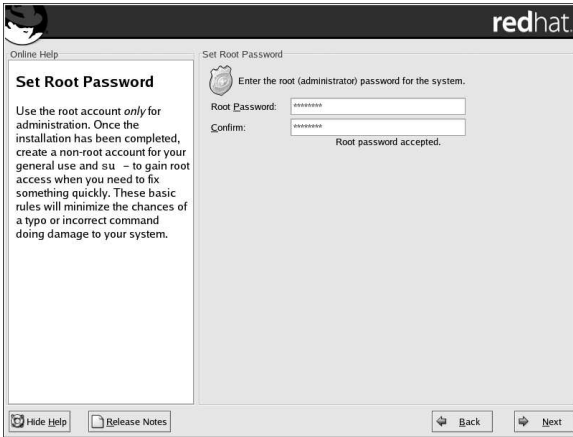 redhat.
Online Help
Set Root Password
Use the root account only for
administration. Once the
installation has been completed,
create a non-root account for your
general use and su - to gain root
access when you need to fix
something quickly. These basic
rules will minimize the chances of
a typo or incorrect command
doing damage to your system.
Set Root Password
Enter the root (administrator) password for the system.
Root Password: ********
Confirm: ********
Root password accepted.
Hide Help
Release Notes
Back
Next